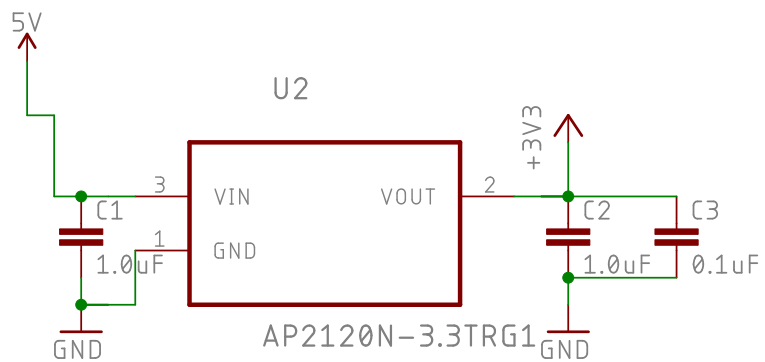 5V
U2
+3V3
3
VIN
VOUT
2
C1
1.0uF
1
GND
C2
1.0uF
C3
0.1uF
AP2120N-3.3TRG1
GND
GND